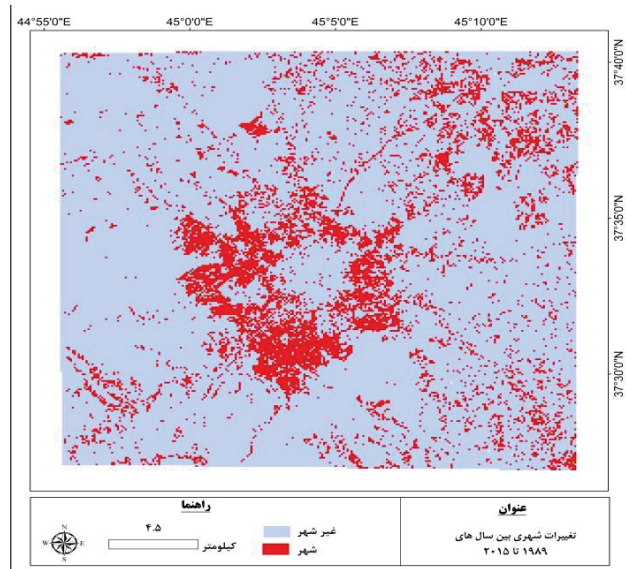 44°55'0"E 45°0'0"E 45°5'0"E 45°10'0"E
37°40'0"N
37°35'0"N
37°30'0"N
راهنما
غیر شهر
شهر
۴.۵
کیلومتر
N
W E
S
عنوان
تغییرات شهری بین سال های
۱۹۸۹ تا ۲۰۱۵